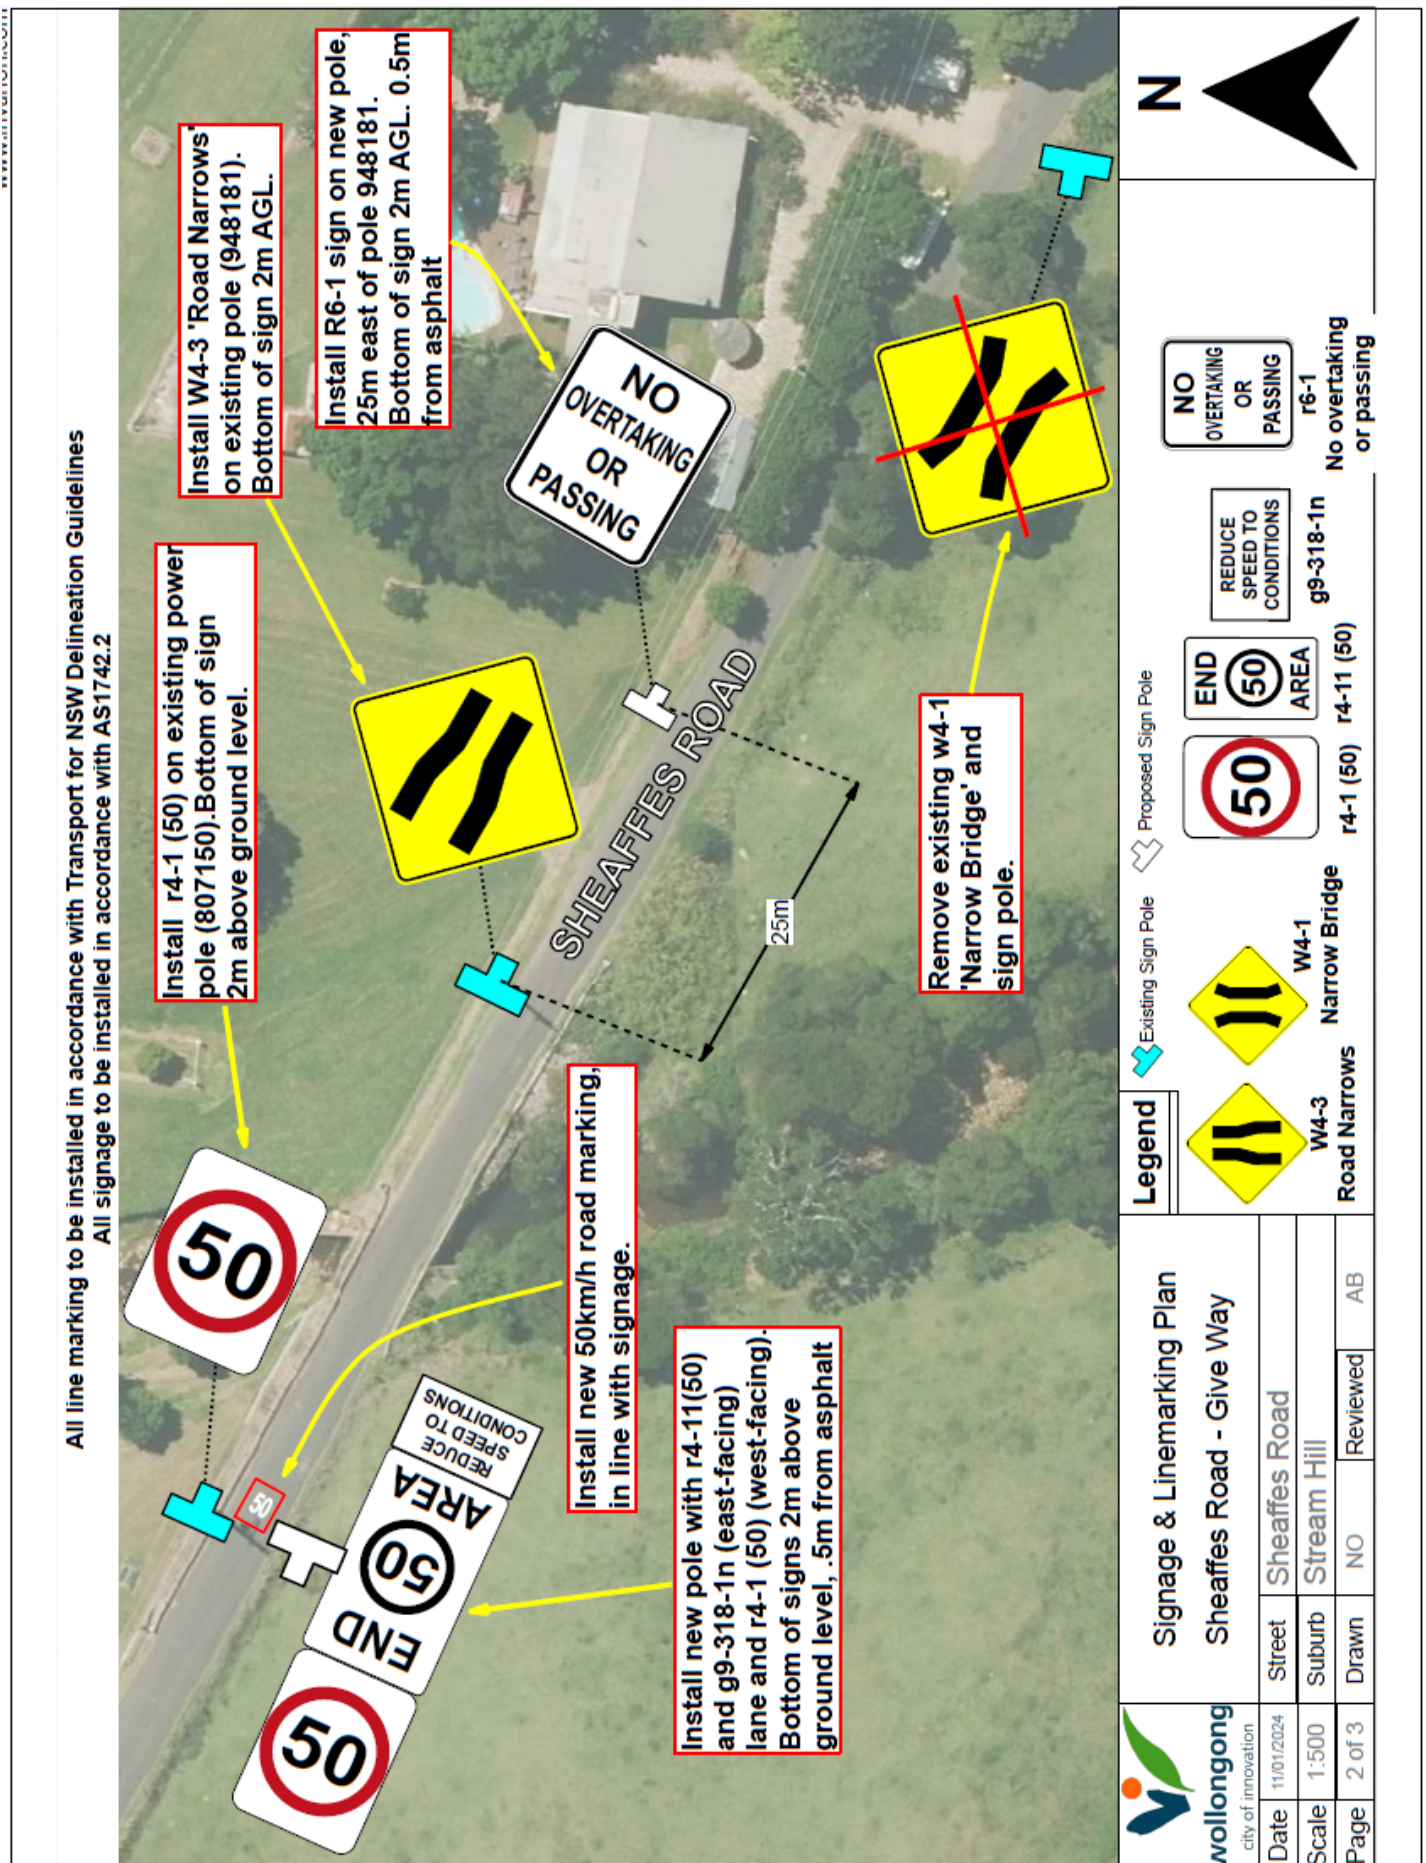 All line marking to be installed in accordance with Transport for NSW Delineation Guidelines
All signage to be installed in accordance with AS1742.2
Install r4-1 (50) on existing power
pole (807150).Bottom of sign
2m above ground level.
Install W4-3 'Road Narrows'
on existing pole (948181).
Bottom of sign 2m AGL.
Install R6-1 sign on new pole,
25m east of pole 948181.
Bottom of sign 2m AGL. 0.5m
from asphalt
50
50
50
END
50
AREA
REDUCE
SPEED TO
CONDITIONS
NO
OVERTAKING
OR
PASSING
SHEAFFES ROAD
25m
Install new 50km/h road marking,
in line with signage.
Install new pole with r4-11(50)
and g9-318-1n (east-facing)
lane and r4-1 (50) (west-facing).
Bottom of signs 2m above
ground level, .5m from asphalt
Remove existing w4-1
'Narrow Bridge' and
sign pole.
wollongong
city of innovation
Date 11/01/2024
Scale 1:500
Page 2 of 3
Signage & Linemarking Plan
Sheaffes Road - Give Way
Street Sheaffes Road
Suburb Stream Hill
Drawn NO Reviewed AB
Legend
Existing Sign Pole
Proposed Sign Pole
W4-3
Road Narrows
W4-1
Narrow Bridge
50
r4-1 (50)
END
50
AREA
r4-11 (50)
REDUCE
SPEED TO
CONDITIONS
g9-318-1n
NO
OVERTAKING
OR
PASSING
r6-1
No overtaking
or passing
N